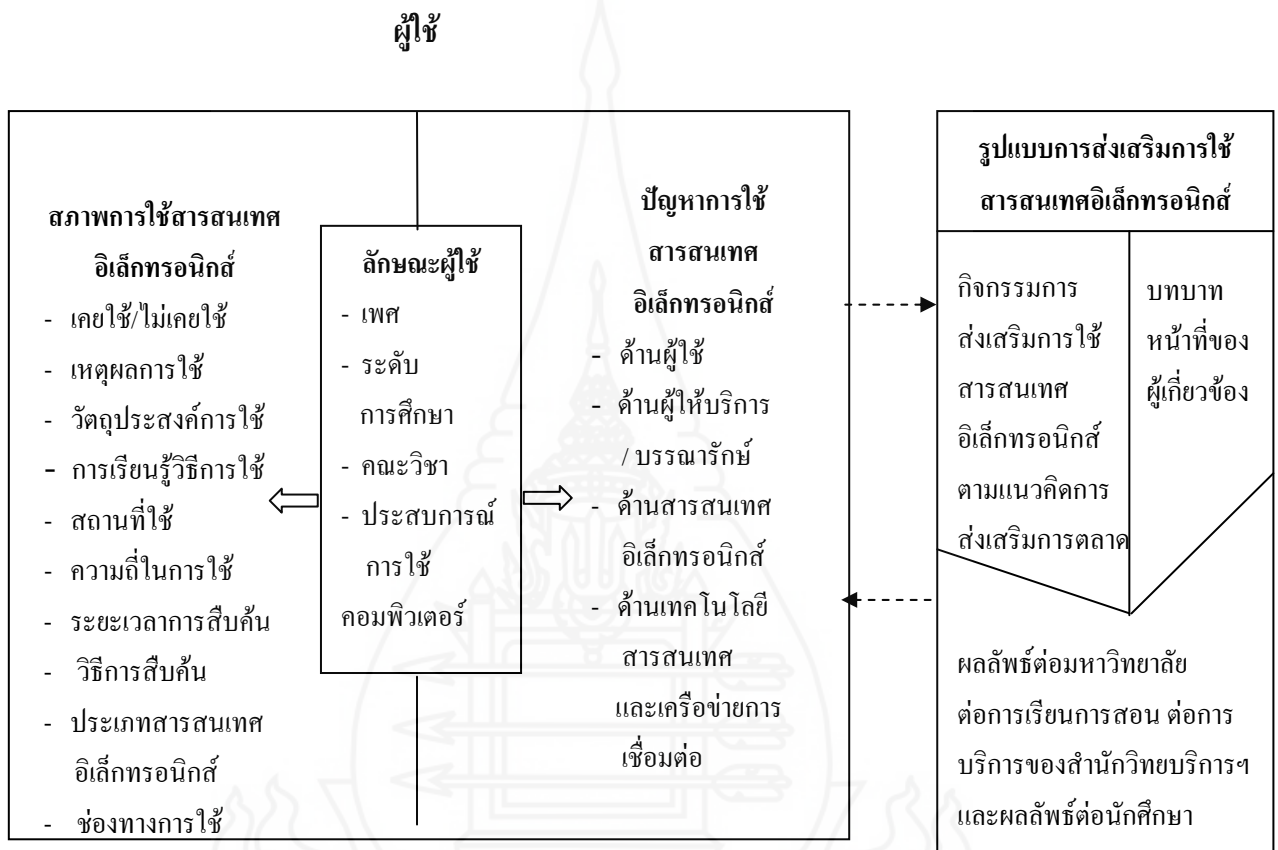 ผู้ใช้
สภาพการใช้สารสนเทศ
อิเล็กทรอนิกส์
- เคยใช้/ไม่เคยใช้
- เหตุผลการใช้
- วัตถุประสงค์การใช้
- การเรียนรู้วิธีการใช้
- สถานที่ใช้
- ความถี่ในการใช้
- ระยะเวลาการสืบค้น
- วิธีการสืบค้น
- ประเภทสารสนเทศ
อิเล็กทรอนิกส์
- ช่องทางการใช้
ลักษณะผู้ใช้
- เพศ
- ระดับ
การศึกษา
- คณะวิชา
- ประสบการณ์
การใช้
คอมพิวเตอร์
ปัญหาการใช้
สารสนเทศ
อิเล็กทรอนิกส์
- ด้านผู้ใช้
- ด้านผู้ให้บริการ
/ บรรณารักษ์
- ด้านสารสนเทศ
อิเล็กทรอนิกส์
- ด้านเทคโนโลยี
สารสนเทศ
และเครือข่ายการ
เชื่อมต่อ
รูปแบบการส่งเสริมการใช้
สารสนเทศอิเล็กทรอนิกส์
กิจกรรมการ
ส่งเสริมการใช้
สารสนเทศ
อิเล็กทรอนิกส์
ตามแนวคิดการ
ส่งเสริมการตลาด
บทบาท
หน้าที่ของ
ผู้เกี่ยวข้อง
ผลลัพธ์ต่อมหาวิทยาลัย
ต่อการเรียนการสอน ต่อการ
บริการของสำนักวิทยบริการฯ
และผลลัพธ์ต่อนักศึกษา